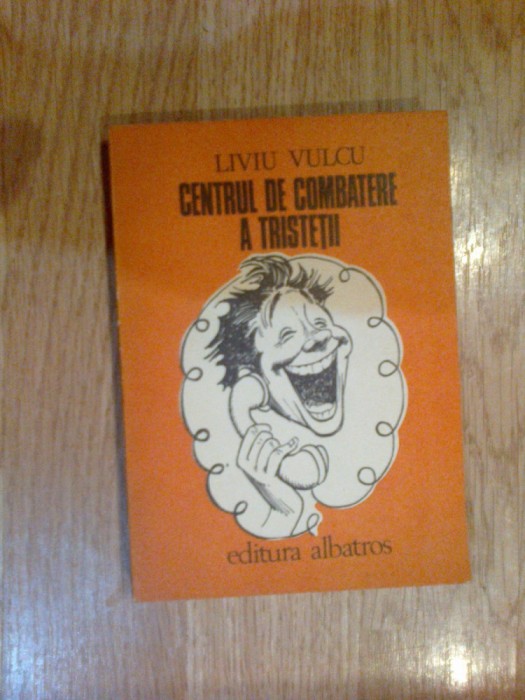 LIVIU VULCU
CENTRUL DE COMBATERE
A TRISTEȚII
editura albatros